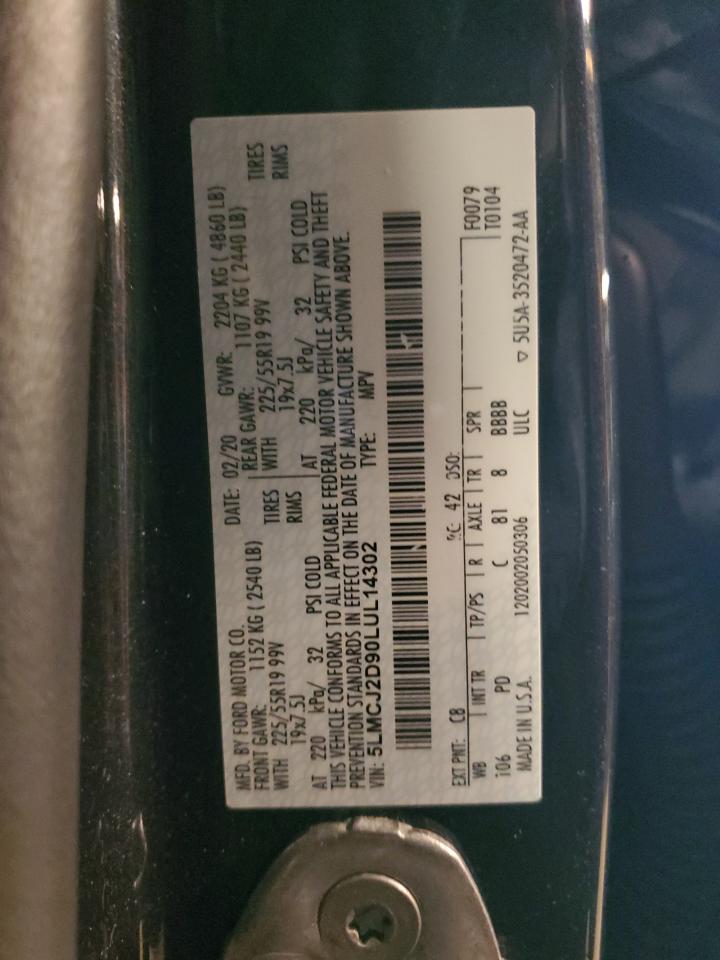 MFD. BY FORD MOTOR CO. DATE: 02/20 GVWR: 2204 KG ( 4860 LB)
FRONT GAWR: 1152 KG ( 2540 LB) REAR GAWR: 1107 KG ( 2440 LB)
WITH 225/55R19 99V TIRES WITH 225/55R19 99V TIRES
19x7.5J RIMS 19x7.5J RIMS
AT 220 kPa/ 32 PSI COLD AT 220 kPa/ 32 PSI COLD
THIS VEHICLE CONFORMS TO ALL APPLICABLE FEDERAL MOTOR VEHICLE SAFETY AND THEFT
PREVENTION STANDARDS IN EFFECT ON THE DATE OF MANUFACTURE SHOWN ABOVE.
VIN: 5LMCJ2D90LUL14302 TYPE: MPV
EXT PNT: C8 RC: 42 DSO: F0079
WB INT TR TP/PS R AXLE TR SPR T0104
106 PD C 81 8 BBBB
MADE IN U.S.A. 1202002050306 ULC ▽ 5U5A-3520472-AA